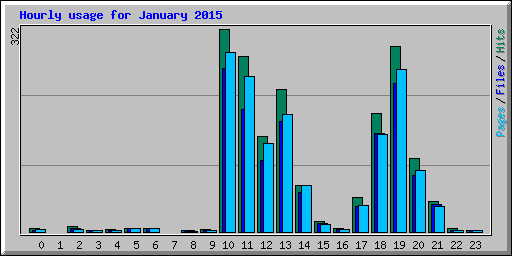 Hourly usage for January 2015
322
Pages/Files/Hits
0 1 2 3 4 5 6 7 8 9 10 11 12 13 14 15 16 17 18 19 20 21 22 23